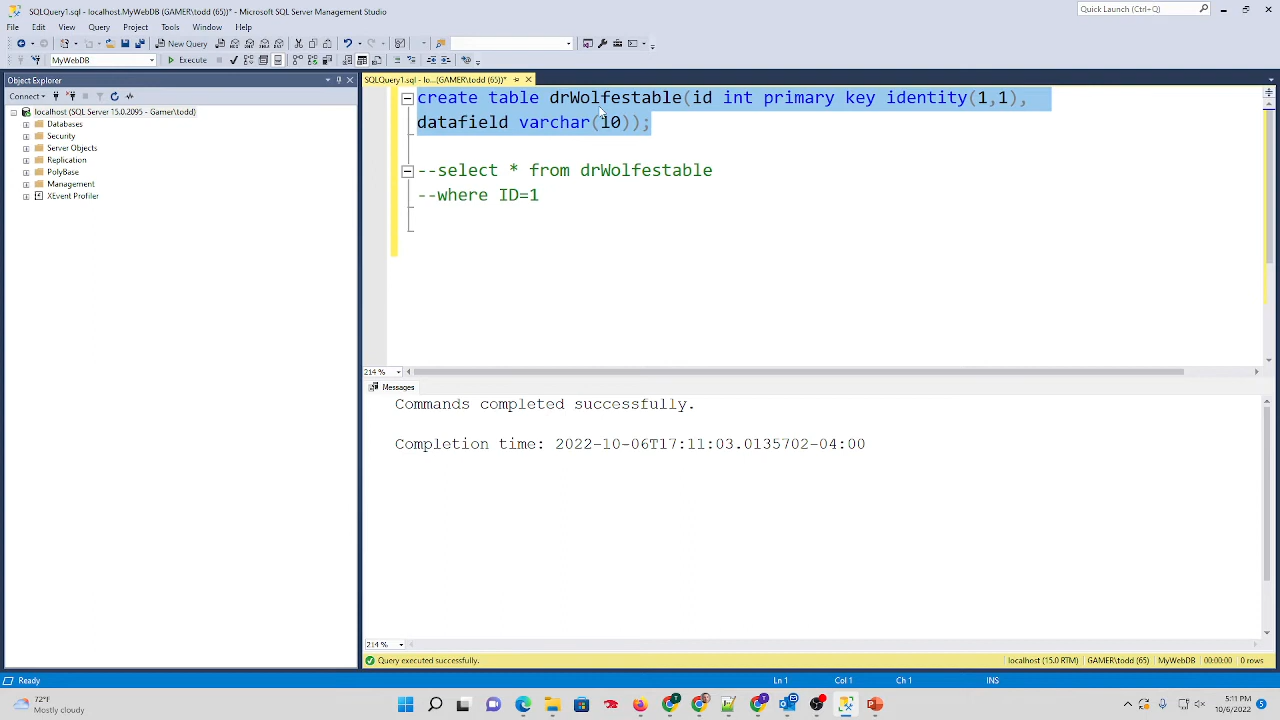 SQLQuery1.sql - localhost.MyWebDB (GAMER\todd (65))* - Microsoft SQL Server Management Studio
Quick Launch (Ctrl+Q)
File Edit View Query Project Tools Window Help
New Query
MyWebDB
Execute
Object Explorer
SQLQuery1.sql - lo...(GAMER\todd (65))*
Connect
localhost (SQL Server 15.0.2095 - Gamer\todd)
Databases
Security
Server Objects
Replication
PolyBase
Management
XEvent Profiler
create table drWolfestable(id int primary key identity(1,1),
datafield varchar(10));
--select * from drWolfestable
--where ID=1
214 %
Messages
Commands completed successfully.
Completion time: 2022-10-06T17:11:03.0135702-04:00
214 %
Query executed successfully.
localhost (15.0 RTM) GAMER\todd (65) MyWebDB 00:00:00 0 rows
Ready
Ln 1 Col 1 Ch 1 INS
72°F
Mostly cloudy
5:11 PM
10/6/2022